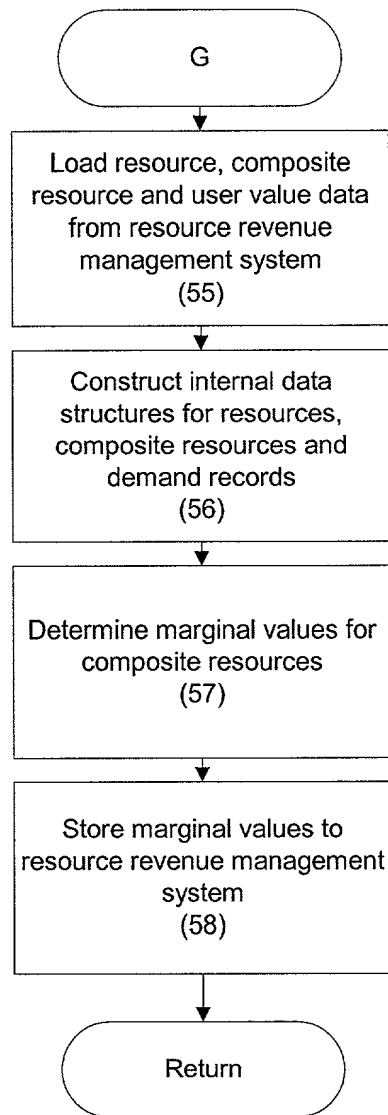 G
Load resource, composite
resource and user value data
from resource revenue
management system
(55)
Construct internal data
structures for resources,
composite resources and
demand records
(56)
Determine marginal values for
composite resources
(57)
Store marginal values to
resource revenue management
system
(58)
Return